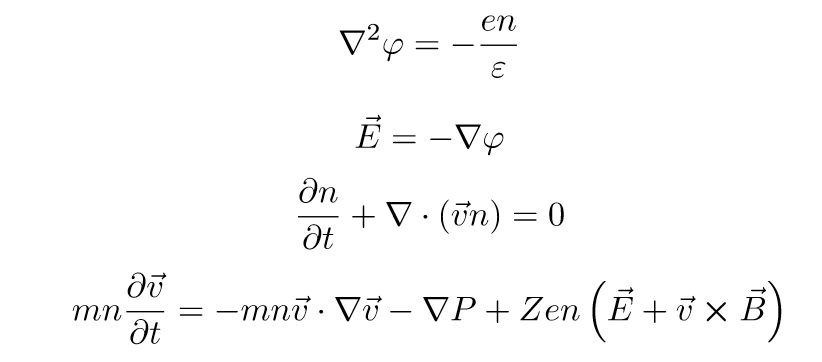 ∇²φ = −en/ε
E⃗ = −∇φ
∂n/∂t + ∇ · (v⃗n) = 0
mn ∂v⃗/∂t = −mnv⃗ · ∇v⃗ − ∇P + Zen (E⃗ + v⃗ × B⃗)